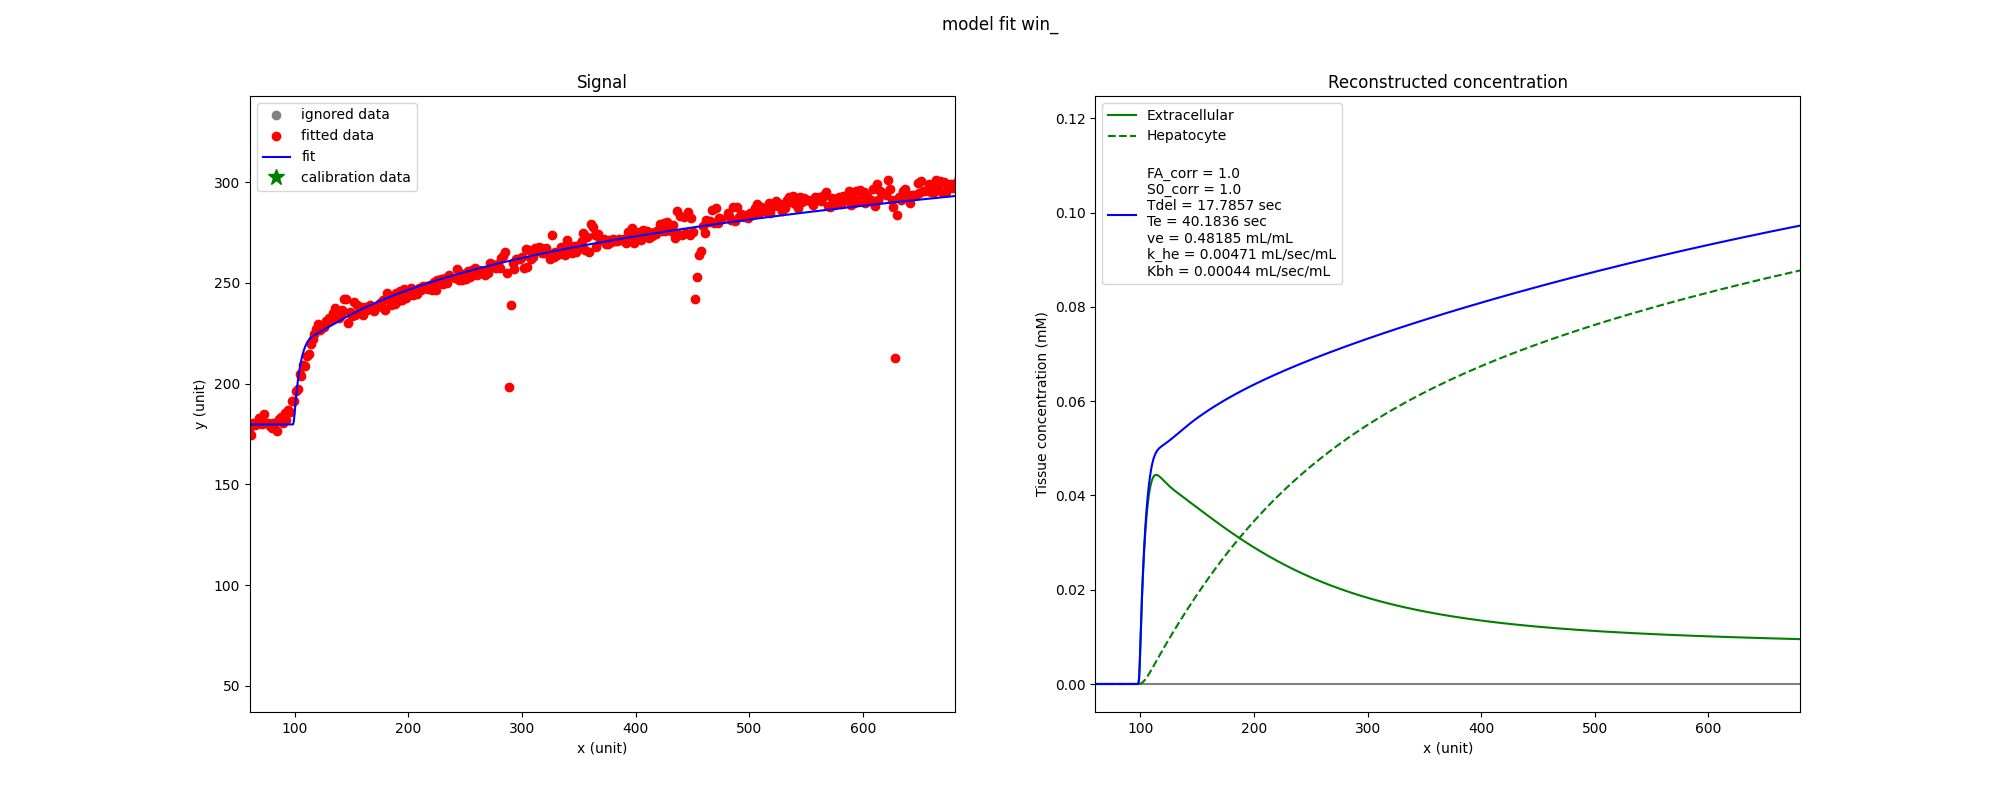 model fit win_
Signal
ignored data
fitted data
fit
calibration data
300
250
200
150
100
50
y (unit)
100
200
300
400
500
600
x (unit)
Reconstructed concentration
Extracellular
Hepatocyte
FA_corr = 1.0
S0_corr = 1.0
Tdel = 17.7857 sec
Te = 40.1836 sec
ve = 0.48185 mL/mL
k_he = 0.00471 mL/sec/mL
Kbh = 0.00044 mL/sec/mL
0.12
0.10
0.08
0.06
0.04
0.02
0.00
Tissue concentration (mM)
100
200
300
400
500
600
x (unit)